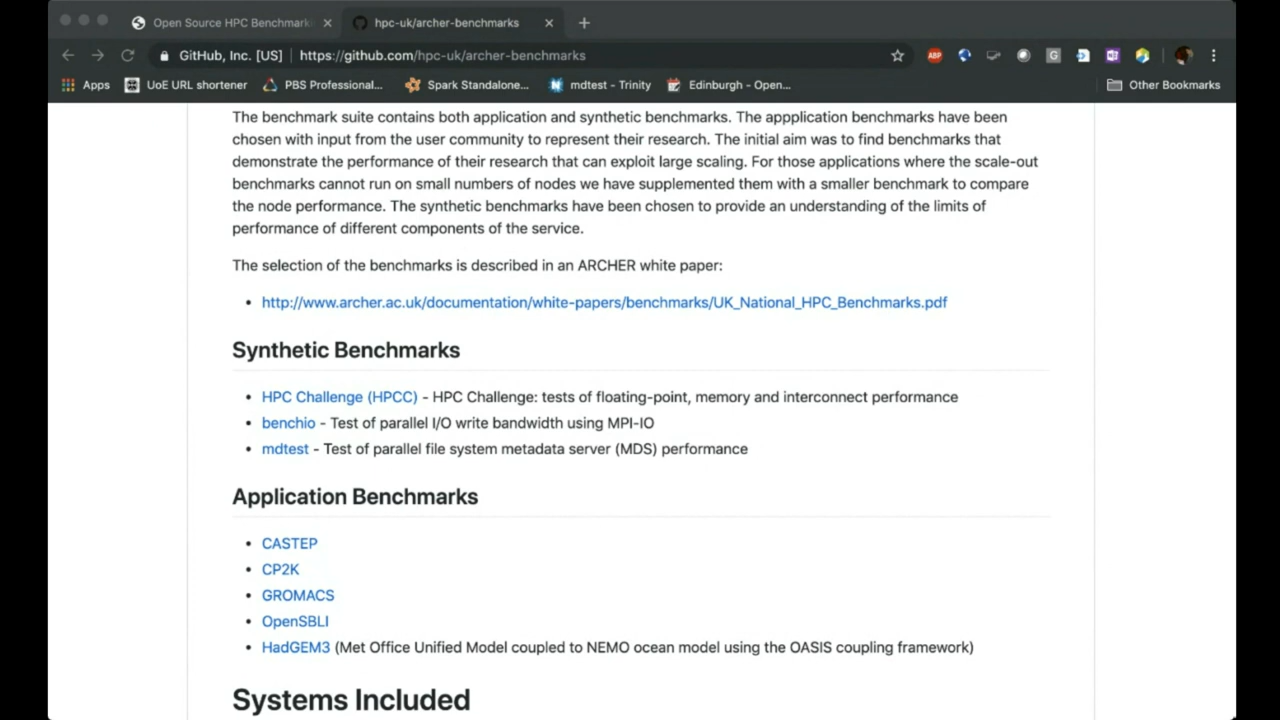 Open Source HPC Benchmark
hpc-uk/archer-benchmarks
GitHub, Inc. [US]
https://github.com/hpc-uk/archer-benchmarks
ABP
G
N
Apps
UoE URL shortener
PBS Professional...
Spark Standalone...
mdtest - Trinity
Edinburgh - Open...
Other Bookmarks
The benchmark suite contains both application and synthetic benchmarks. The appplication benchmarks have been
chosen with input from the user community to represent their research. The initial aim was to find benchmarks that
demonstrate the performance of their research that can exploit large scaling. For those applications where the scale-out
benchmarks cannot run on small numbers of nodes we have supplemented them with a smaller benchmark to compare
the node performance. The synthetic benchmarks have been chosen to provide an understanding of the limits of
performance of different components of the service.
The selection of the benchmarks is described in an ARCHER white paper:
• http://www.archer.ac.uk/documentation/white-papers/benchmarks/UK_National_HPC_Benchmarks.pdf
Synthetic Benchmarks
• HPC Challenge (HPCC) - HPC Challenge: tests of floating-point, memory and interconnect performance
• benchio - Test of parallel I/O write bandwidth using MPI-IO
• mdtest - Test of parallel file system metadata server (MDS) performance
Application Benchmarks
• CASTEP
• CP2K
• GROMACS
• OpenSBLI
• HadGEM3 (Met Office Unified Model coupled to NEMO ocean model using the OASIS coupling framework)
Systems Included